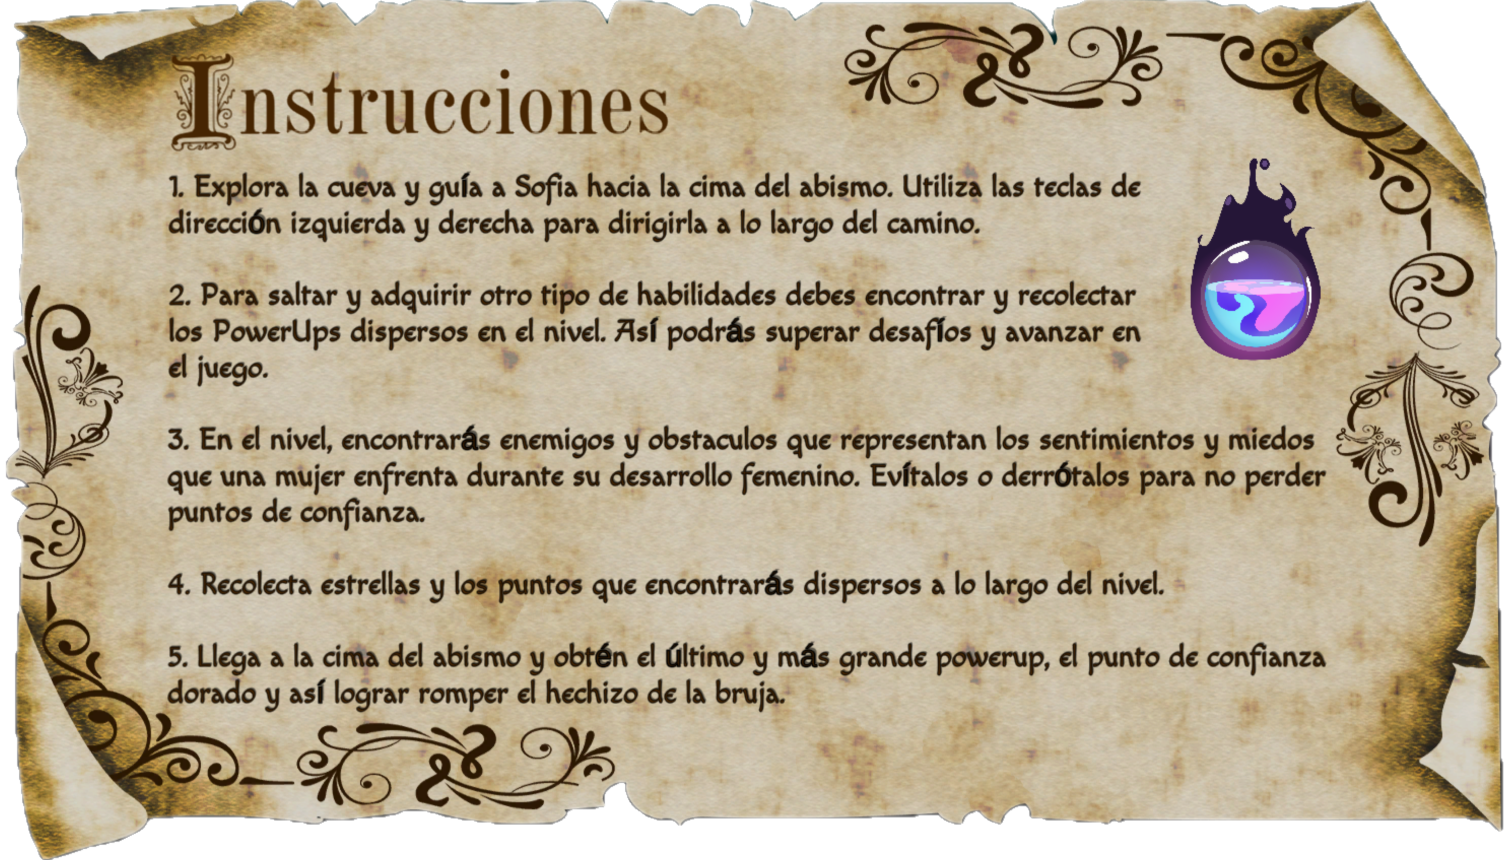 Instrucciones
1. Explora la cueva y guía a Sofia hacia la cima del abismo. Utiliza las teclas de
dirección izquierda y derecha para dirigirla a lo largo del camino.
2. Para saltar y adquirir otro tipo de habilidades debes encontrar y recolectar
los PowerUps dispersos en el nivel. Así podrás superar desafíos y avanzar en
el juego.
3. En el nivel, encontrarás enemigos y obstaculos que representan los sentimientos y miedos
que una mujer enfrenta durante su desarrollo femenino. Evítalos o derrótalos para no perder
puntos de confianza.
4. Recolecta estrellas y los puntos que encontrarás dispersos a lo largo del nivel.
5. Llega a la cima del abismo y obtén el último y más grande powerup, el punto de confianza
dorado y así lograr romper el hechizo de la bruja.